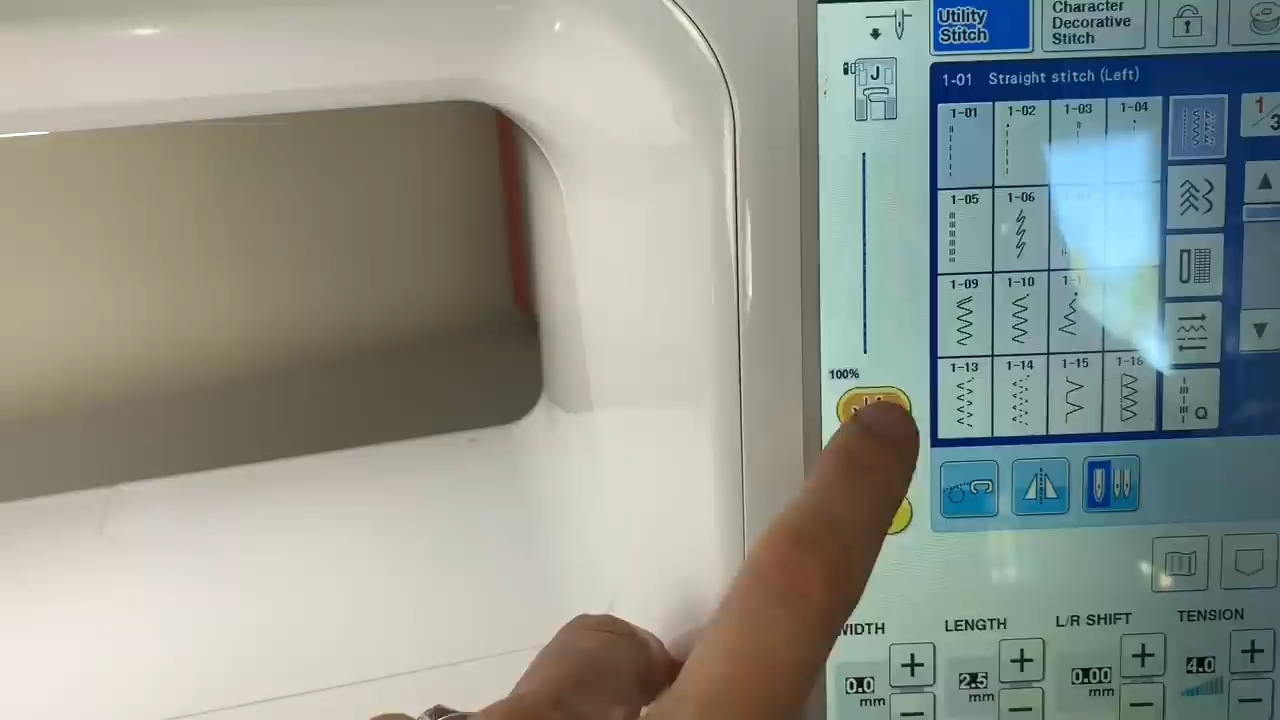 Utility
Stitch
Character
Decorative
Stitch
J
1-01 Straight stitch (Left)
1/3
1-01 1-02 1-03 1-04
1-05 1-06
1-09 1-10
1-13 1-14 1-15 1-16
Q
100%
WIDTH LENGTH L/R SHIFT TENSION
0.0 mm + −
2.5 mm + −
0.00 mm + −
4.0 + −